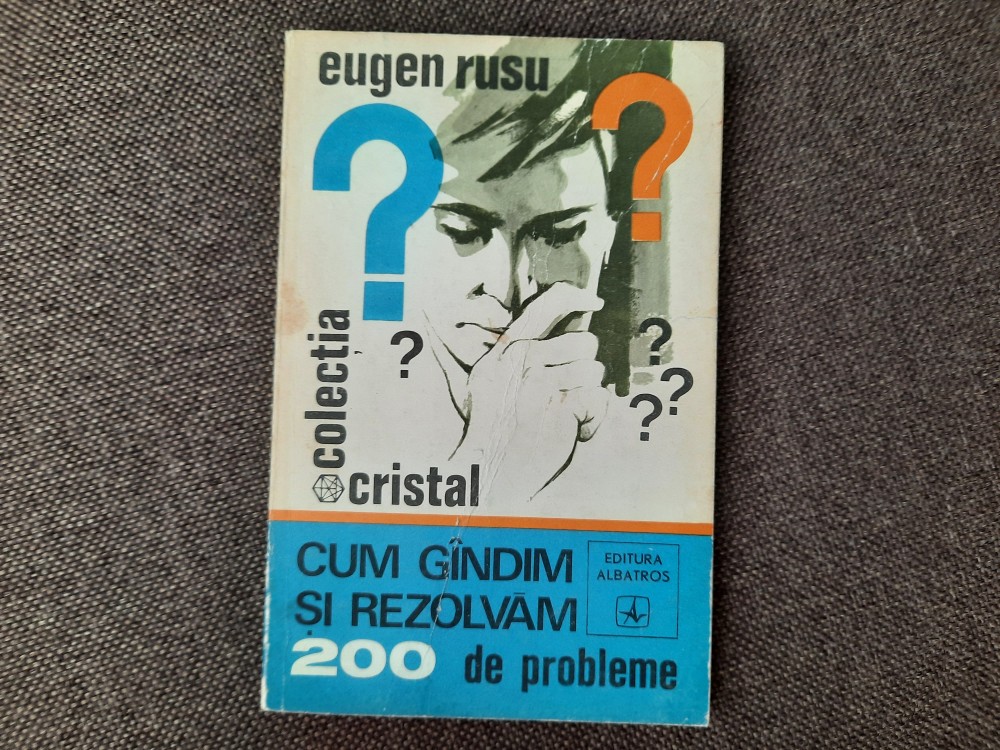 eugen rusu
?
?
colectia
cristal
?
?
?
?
CUM GÎNDIM
ȘI REZOLVĂM
200 de probleme
EDITURA
ALBATROS